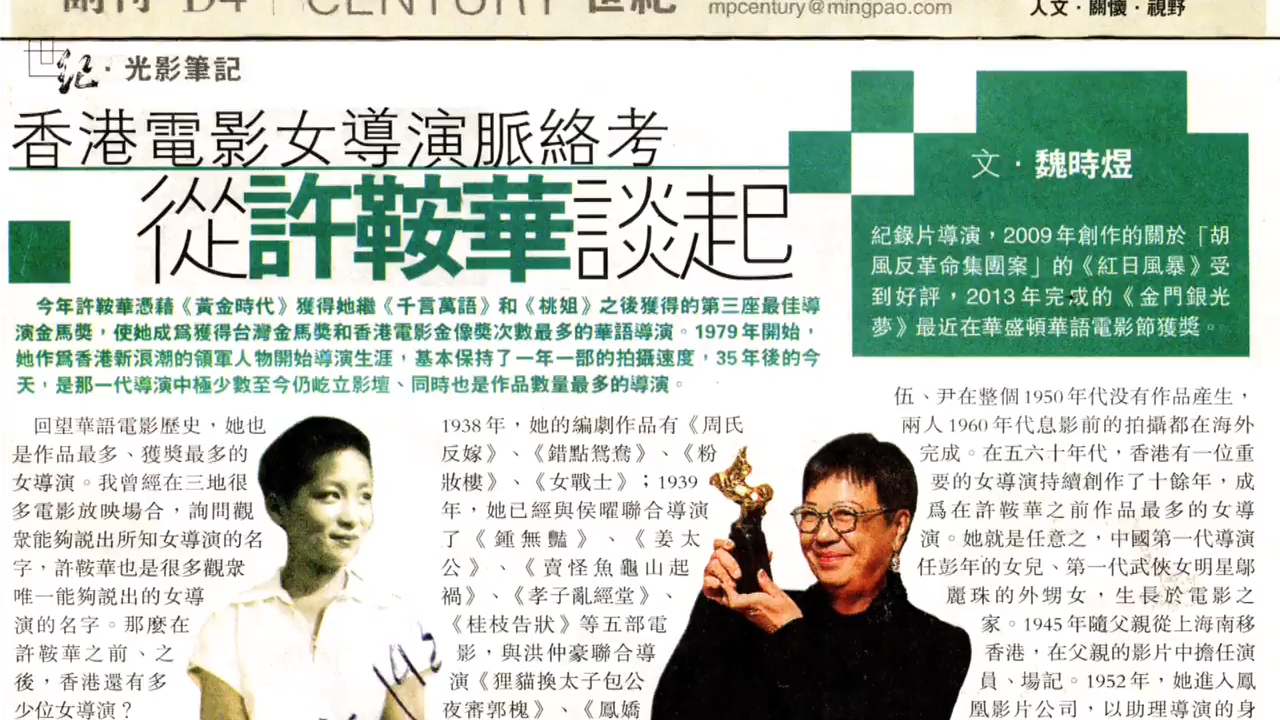 副刊 D4 CENTURY 世紀 mpcentury@mingpao.com
人文·關懷·視野
紀·光影筆記
香港電影女導演脈絡考
從許鞍華談起
文·魏時煜
紀錄片導演，2009年創作的關於「胡
風反革命集團案」的《紅日風暴》受
到好評，2013年完成的《金門銀光
夢》最近在華盛頓華語電影節獲獎。
今年許鞍華憑藉《黃金時代》獲得她繼《千言萬語》和《桃姐》之後獲得的第三座最佳導
演金馬獎，使她成爲獲得台灣金馬獎和香港電影金像獎次數最多的華語導演。1979年開始，
她作爲香港新浪潮的領軍人物開始導演生涯，基本保持了一年一部的拍攝速度，35年後的今
天，是那一代導演中極少數至今仍屹立影壇、同時也是作品數量最多的導演。
回望華語電影歷史，她也
是作品最多、獲獎最多的
女導演。我曾經在三地很
多電影放映場合，詢問觀
衆能夠説出所知女導演的名
字，許鞍華也是很多觀眾
唯一能夠説出的女導
演的名字。那麼在
許鞍華之前、之
後，香港還有多
少位女導演？
1938年，她的編劇作品有《周氏
反嫁》、《錯點鴛鴦》、《粉
妝樓》、《女戰士》；1939
年，她已經與侯曜聯合導演
了《鍾無豔》、《姜太
公》、《賣怪魚龜山起
禍》、《孝子亂經堂》、
《桂枝告狀》等五部電
影，與洪仲豪聯合導
演《狸貓換太子包公
夜審郭槐》、《鳳嬌
伍、尹在整個1950年代沒有作品產生，
兩人1960年代息影前的拍攝都在海外
完成。在五六十年代，香港有一位重
要的女導演持續創作了十餘年，成
爲在許鞍華之前作品最多的女導
演。她就是任意之，中國第一代導演
任彭年的女兒、第一代武俠女明星鄔
麗珠的外甥女，生長於電影之
家。1945年隨父親從上海南移
香港，在父親的影片中擔任演
員、場記。1952年，她進入鳳
凰影片公司，以助理導演的身